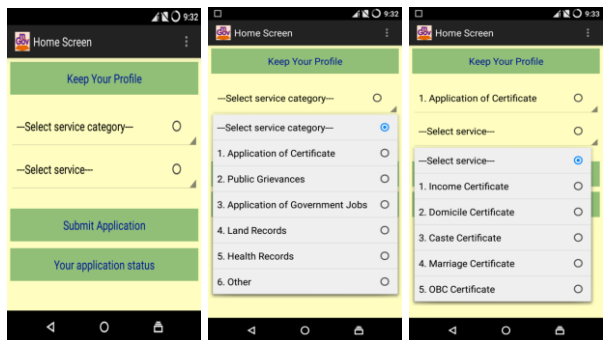 9:32
Gov Home Screen
Keep Your Profile
---Select service category---
---Select service---
Submit Application
Your application status
9:32
Gov Home Screen
Keep Your Profile
---Select service category---
---Select service category---
1. Application of Certificate
2. Public Grievances
3. Application of Government Jobs
4. Land Records
5. Health Records
6. Other
9:33
Gov Home Screen
Keep Your Profile
1. Application of Certificate
---Select service---
---Select service---
1. Income Certificate
2. Domicile Certificate
3. Caste Certificate
4. Marriage Certificate
5. OBC Certificate